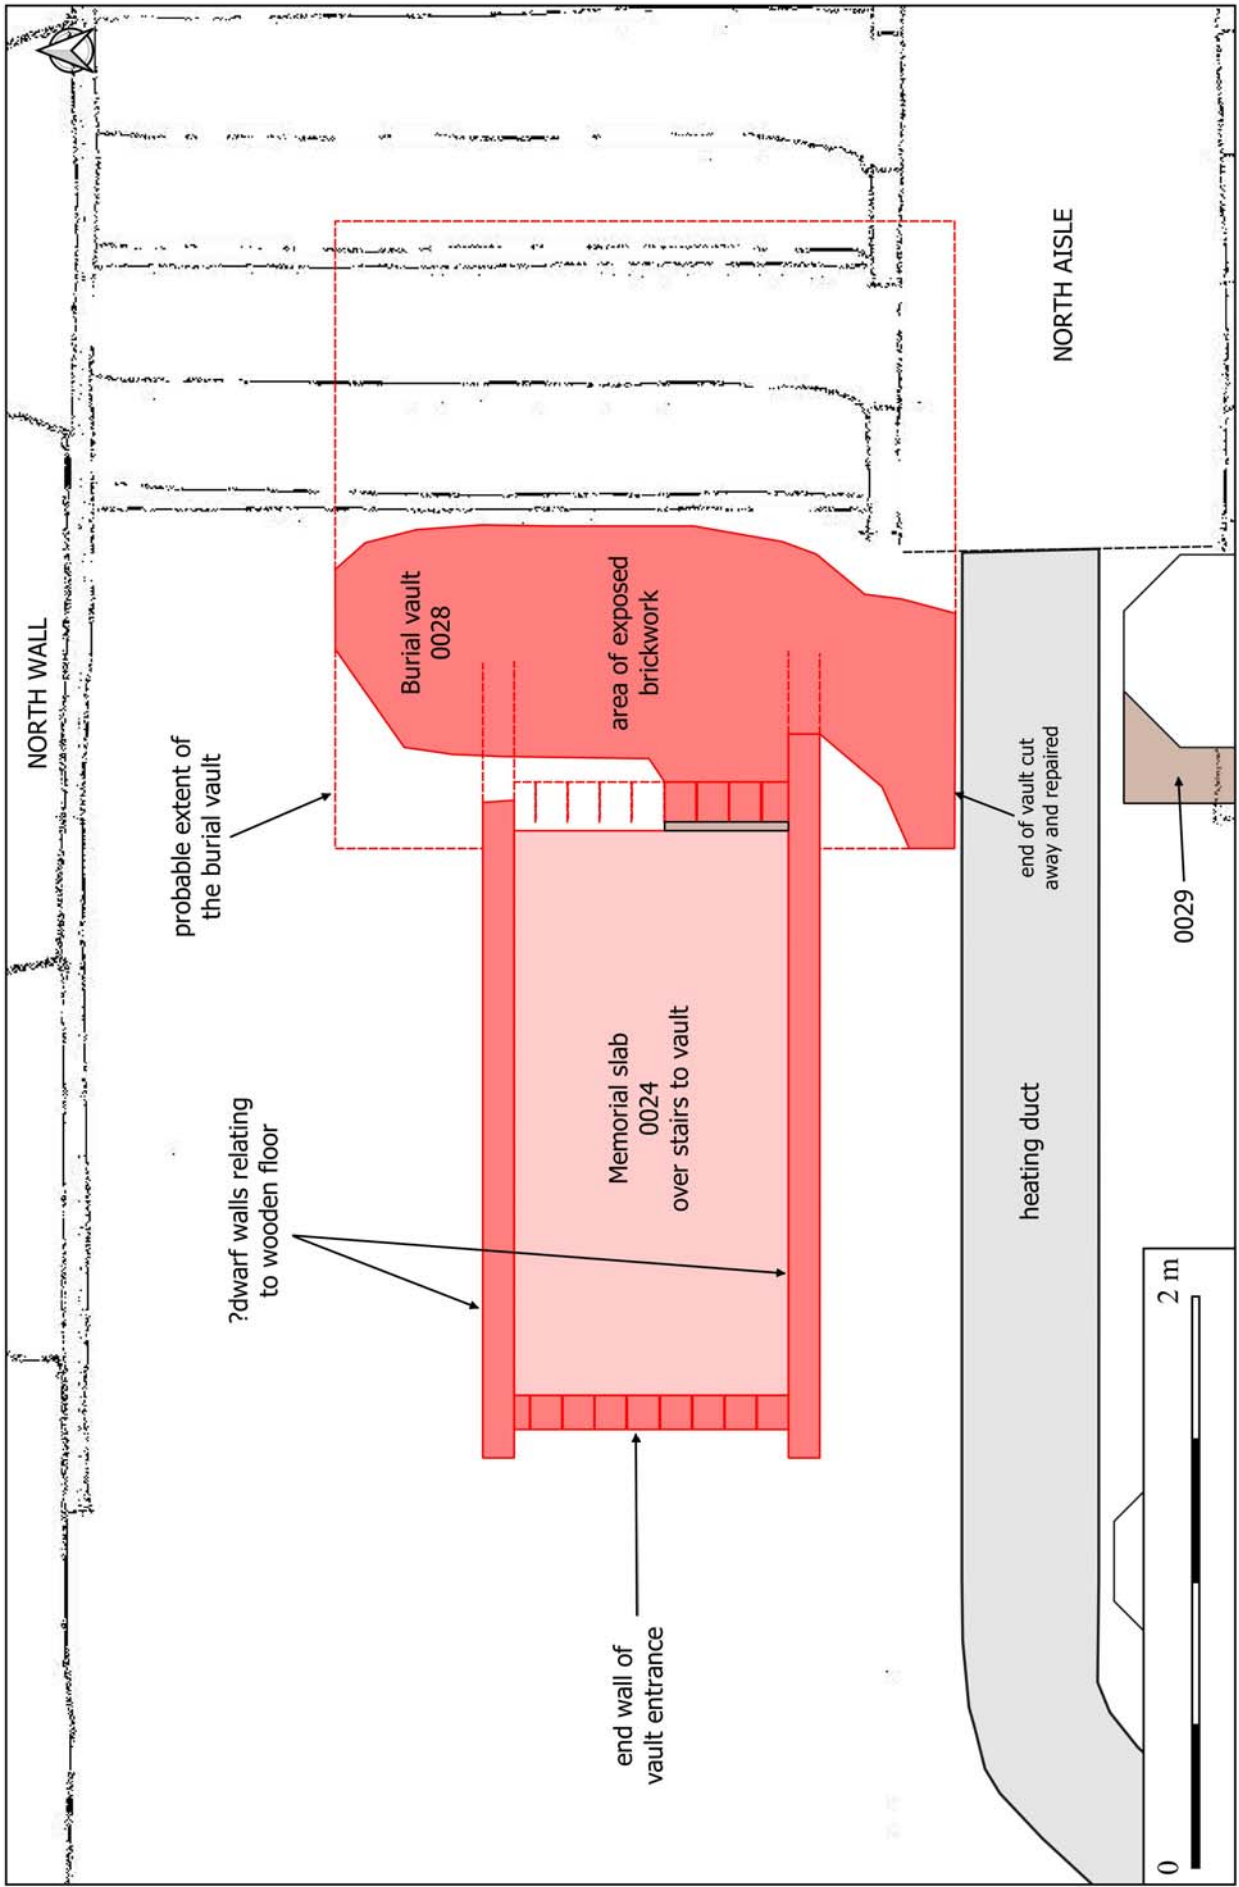 NORTH WALL
probable extent of
the burial vault
?dwarf walls relating
to wooden floor
Burial vault
0028
area of exposed
brickwork
Memorial slab
0024
over stairs to vault
end wall of
vault entrance
NORTH AISLE
end of vault cut
away and repaired
heating duct
0029
0
2 m